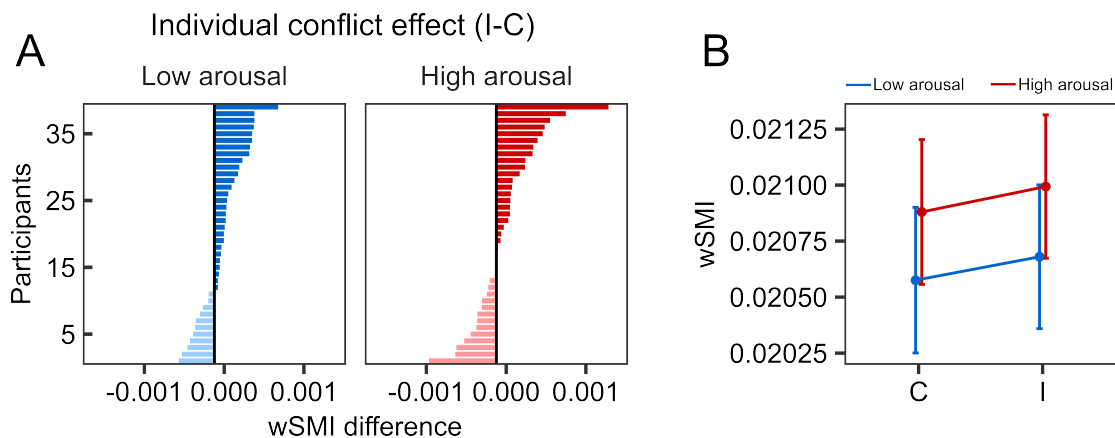 A
Individual conflict effect (I-C)
Low arousal
High arousal
Participants
35
25
15
5
-0.001 0.000 0.001
-0.001 0.000 0.001
wSMI difference
B
Low arousal
High arousal
wSMI
0.02125
0.02100
0.02075
0.02050
0.02025
C
I